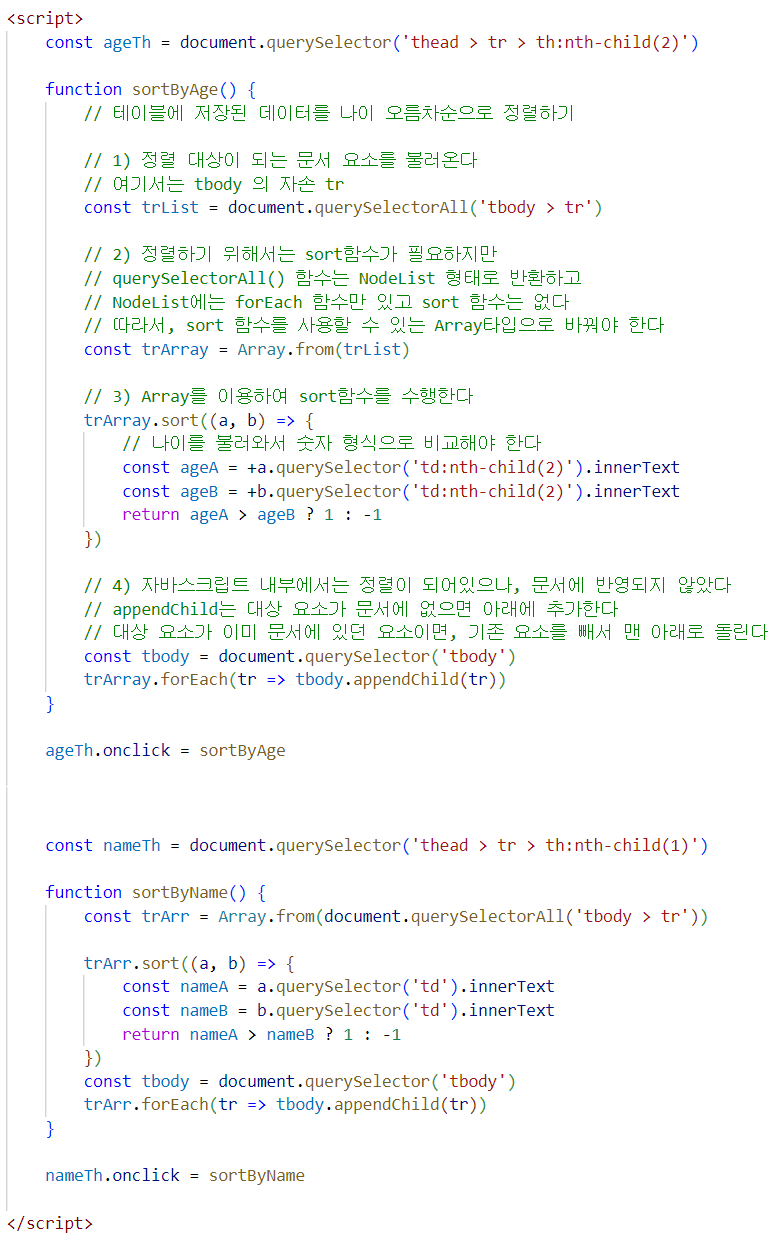 <script>
const ageTh = document.querySelector('thead > tr > th:nth-child(2)')
function sortByAge() {
// 테이블에 저장된 데이터를 나이 오름차순으로 정렬하기
// 1) 정렬 대상이 되는 문서 요소를 불러온다
// 여기서는 tbody 의 자손 tr
const trList = document.querySelectorAll('tbody > tr')
// 2) 정렬하기 위해서는 sort함수가 필요하지만
// querySelectorAll() 함수는 NodeList 형태로 반환하고
// NodeList에는 forEach 함수만 있고 sort 함수는 없다
// 따라서, sort 함수를 사용할 수 있는 Array타입으로 바꿔야 한다
const trArray = Array.from(trList)
// 3) Array를 이용하여 sort함수를 수행한다
trArray.sort((a, b) => {
// 나이를 불러와서 숫자 형식으로 비교해야 한다
const ageA = +a.querySelector('td:nth-child(2)').innerText
const ageB = +b.querySelector('td:nth-child(2)').innerText
return ageA > ageB ? 1 : -1
})
// 4) 자바스크립트 내부에서는 정렬이 되어있으나, 문서에 반영되지 않았다
// appendChild는 대상 요소가 문서에 없으면 아래에 추가한다
// 대상 요소가 이미 문서에 있던 요소이면, 기존 요소를 빼서 맨 아래로 돌린다
const tbody = document.querySelector('tbody')
trArray.forEach(tr => tbody.appendChild(tr))
}
ageTh.onclick = sortByAge
const nameTh = document.querySelector('thead > tr > th:nth-child(1)')
function sortByName() {
const trArr = Array.from(document.querySelectorAll('tbody > tr'))
trArr.sort((a, b) => {
const nameA = a.querySelector('td').innerText
const nameB = b.querySelector('td').innerText
return nameA > nameB ? 1 : -1
})
const tbody = document.querySelector('tbody')
trArr.forEach(tr => tbody.appendChild(tr))
}
nameTh.onclick = sortByName
</script>